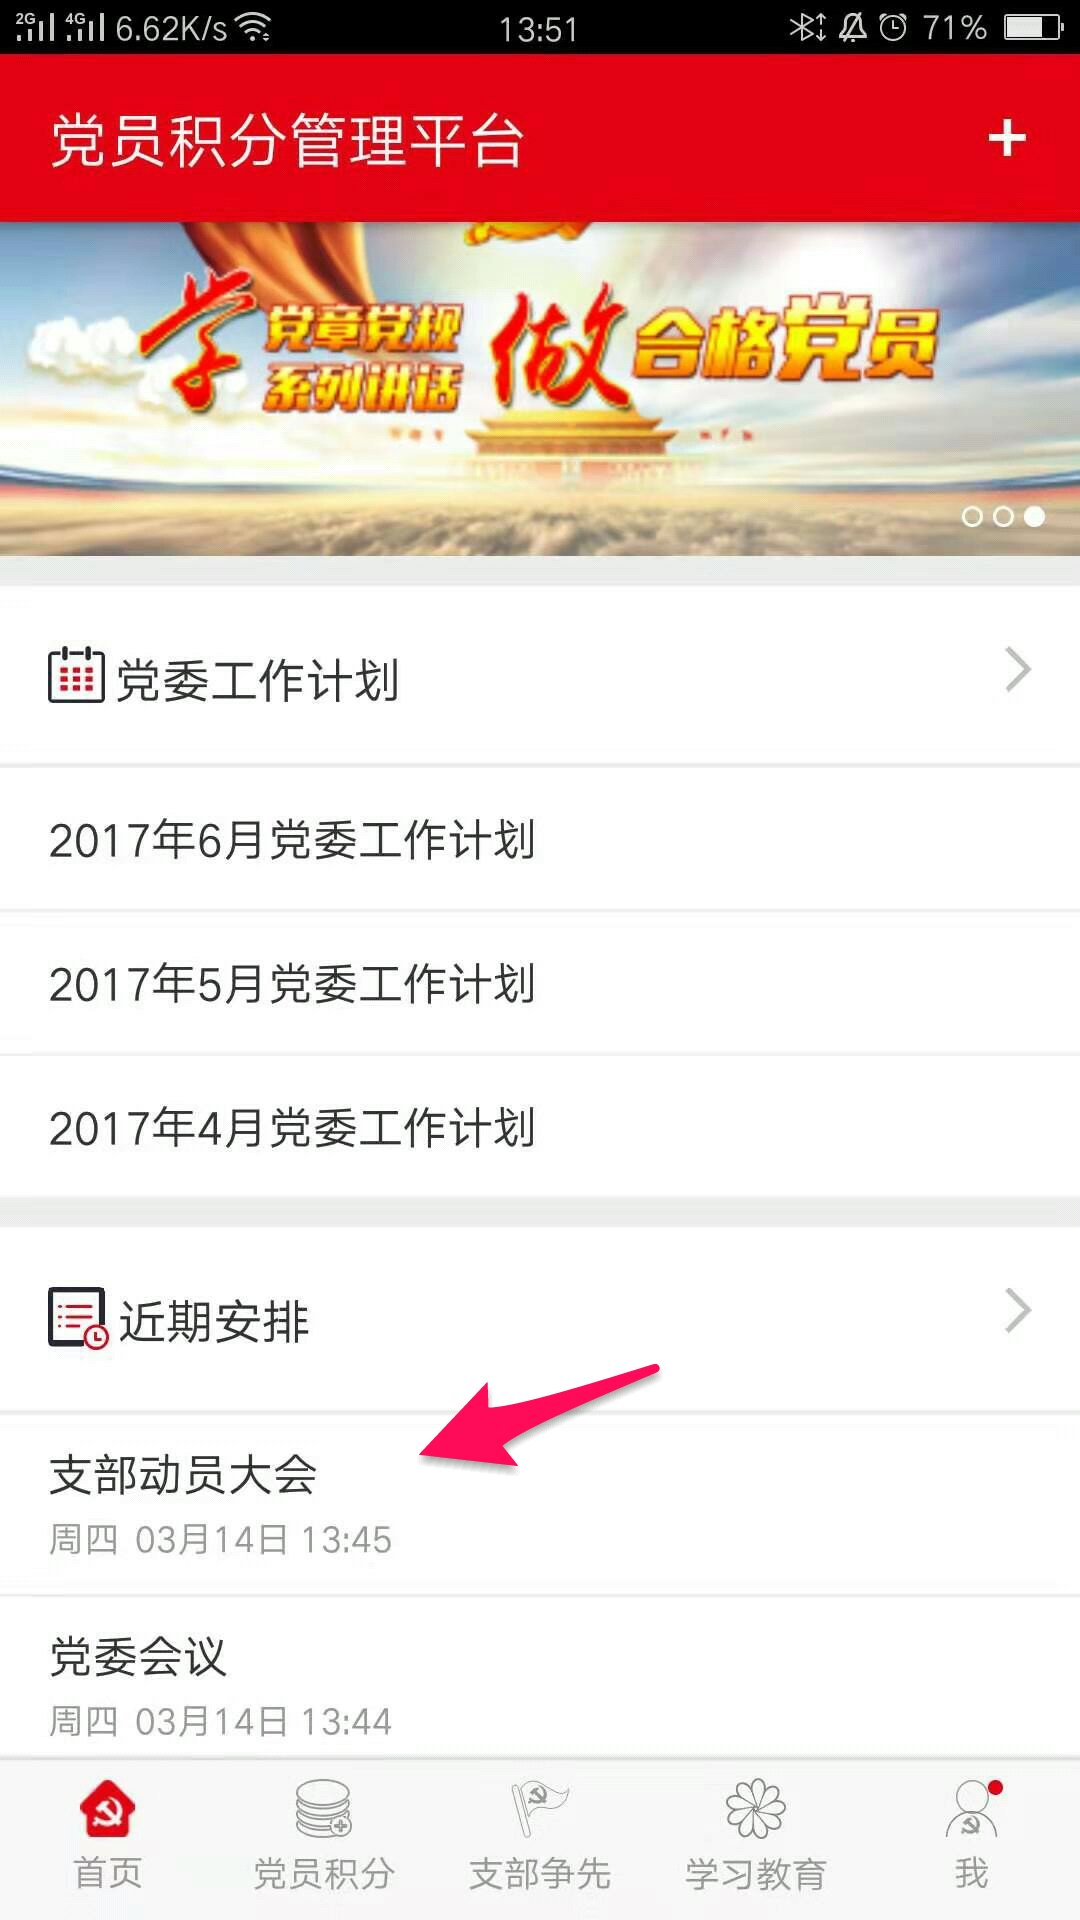 2G 4G 6.62K/s 13:51 71%
党员积分管理平台
学 党章党规 系列讲话 做 合格党员
党委工作计划
2017年6月党委工作计划
2017年5月党委工作计划
2017年4月党委工作计划
近期安排
支部动员大会
周四 03月14日 13:45
党委会议
周四 03月14日 13:44
首页 党员积分 支部争先 学习教育 我